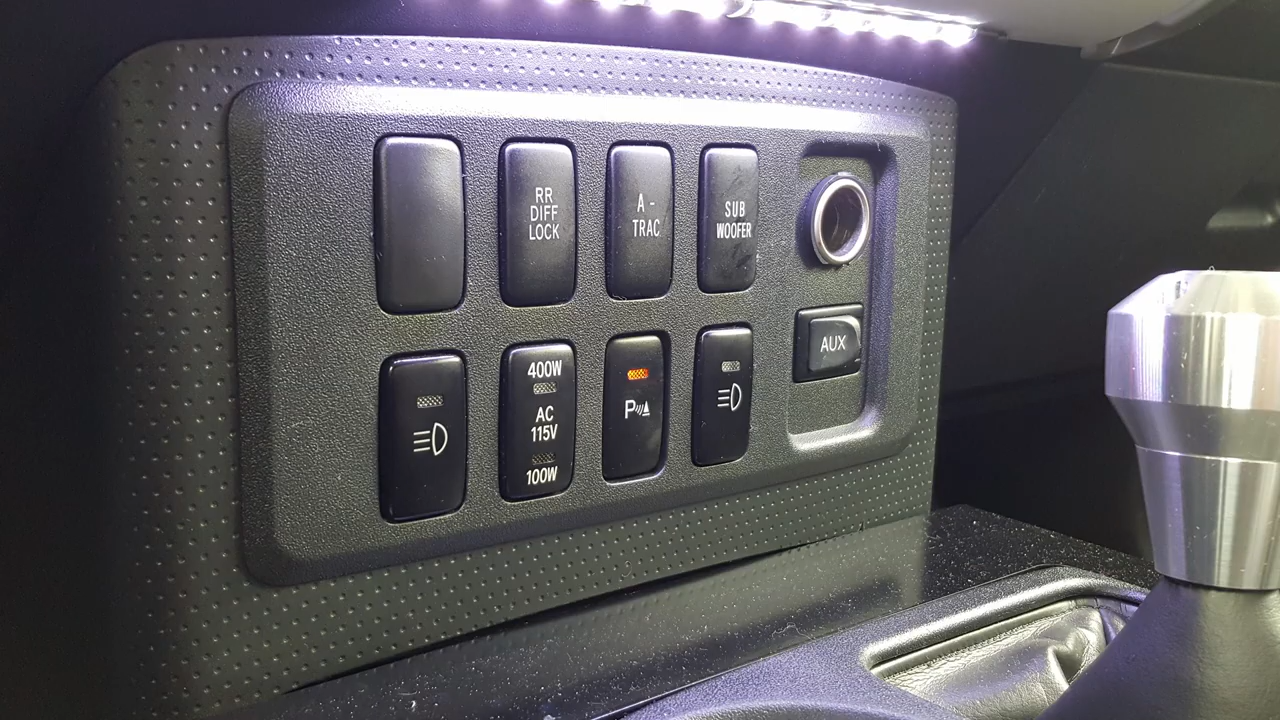 RR
DIFF
LOCK
A -
TRAC
SUB
WOOFER
400W
AC
115V
100W
P
AUX